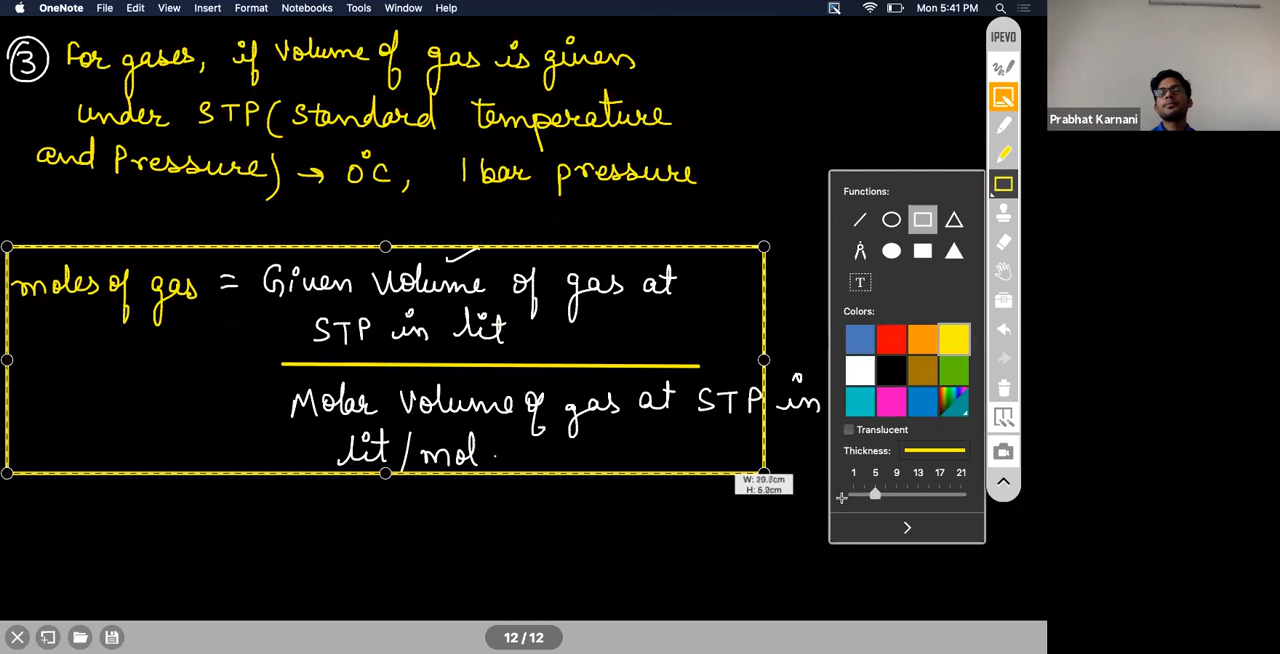 OneNote File Edit View Insert Format Notebooks Tools Window Help Mon 5:41 PM
IPEVO
Prabhat Karnani
③ For gases, if volume of gas is given
under STP (standard temperature
and Pressure) → 0°C, 1 bar pressure
moles of gas = Given volume of gas at
STP in lit
Molar volume of gas at STP in
lit/mol.
W: 29.7cm
H: 5.2cm
Functions:
T
Colors:
Translucent
Thickness:
1 5 9 13 17 21
12 / 12